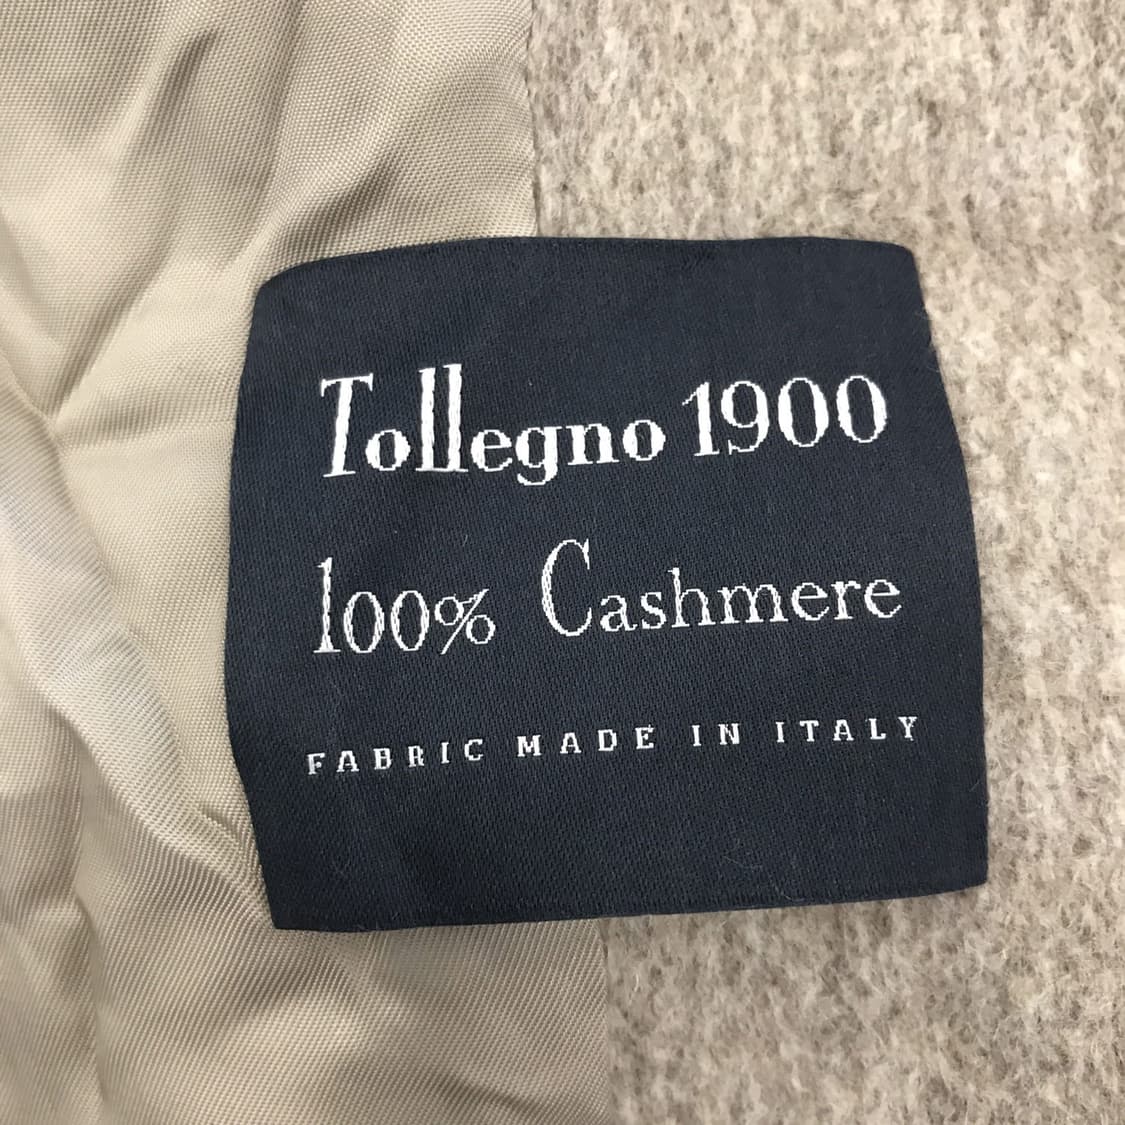 Tollegno 1900
100% Cashmere
FABRIC MADE IN ITALY